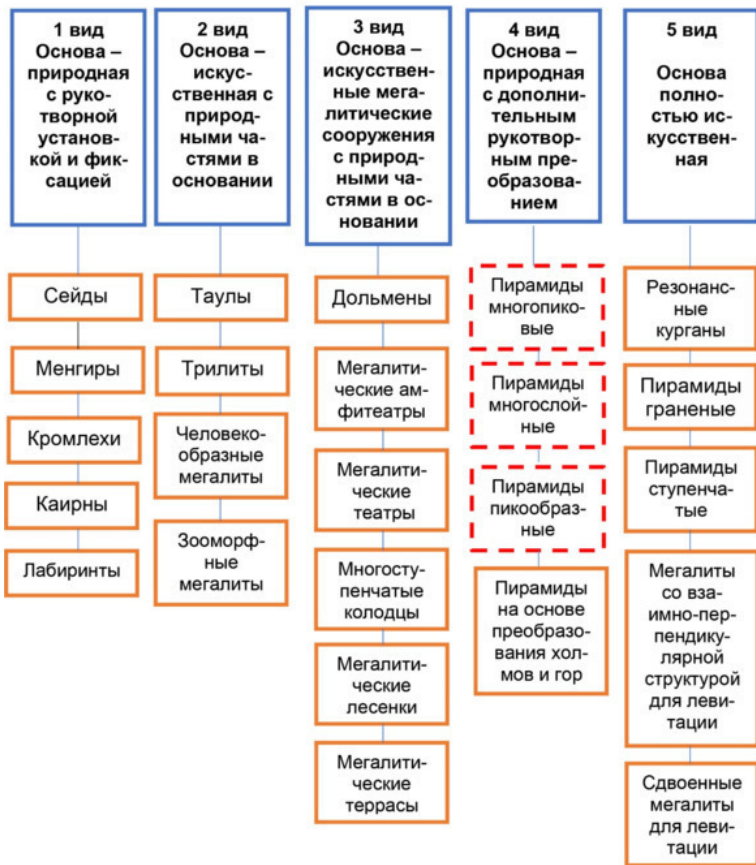 1 вид
Основа –
природная
с руко-
творной
установ-
кой и фик-
сацией
Сейды
Менгиры
Кромлехи
Каирны
Лабиринты
2 вид
Основа –
искус-
ственная с
природ-
ными ча-
стями в
основании
Таулы
Трилиты
Человеко-
образные
мегалиты
Зооморф-
ные
мегалиты
3 вид
Основа –
искусствен-
ные мега-
литические
сооружения
с природ-
ными ча-
стями в ос-
новании
Дольмены
Мегалити-
ческие ам-
фитеатры
Мегалити-
ческие
театры
Многосту-
пенчатые
колодцы
Мегалити-
ческие
лесенки
Мегалити-
ческие
террасы
4 вид
Основа –
природная
с дополни-
тельным
рукотвор-
ным пре-
образова-
нием
Пирамиды
многопико-
вые
Пирамиды
многослой-
ные
Пирамиды
пикообраз-
ные
Пирамиды
на основе
преобразо-
вания хол-
мов и гор
5 вид
Основа
полно-
стью ис-
кусствен-
ная
Резонанс-
ные
курганы
Пирамиды
граненые
Пирамиды
ступенча-
тые
Мегалиты
со вза-
имно-пер-
пендику-
лярной
структурой
для леви-
тации
Сдвоенные
мегалиты
для леви-
тации